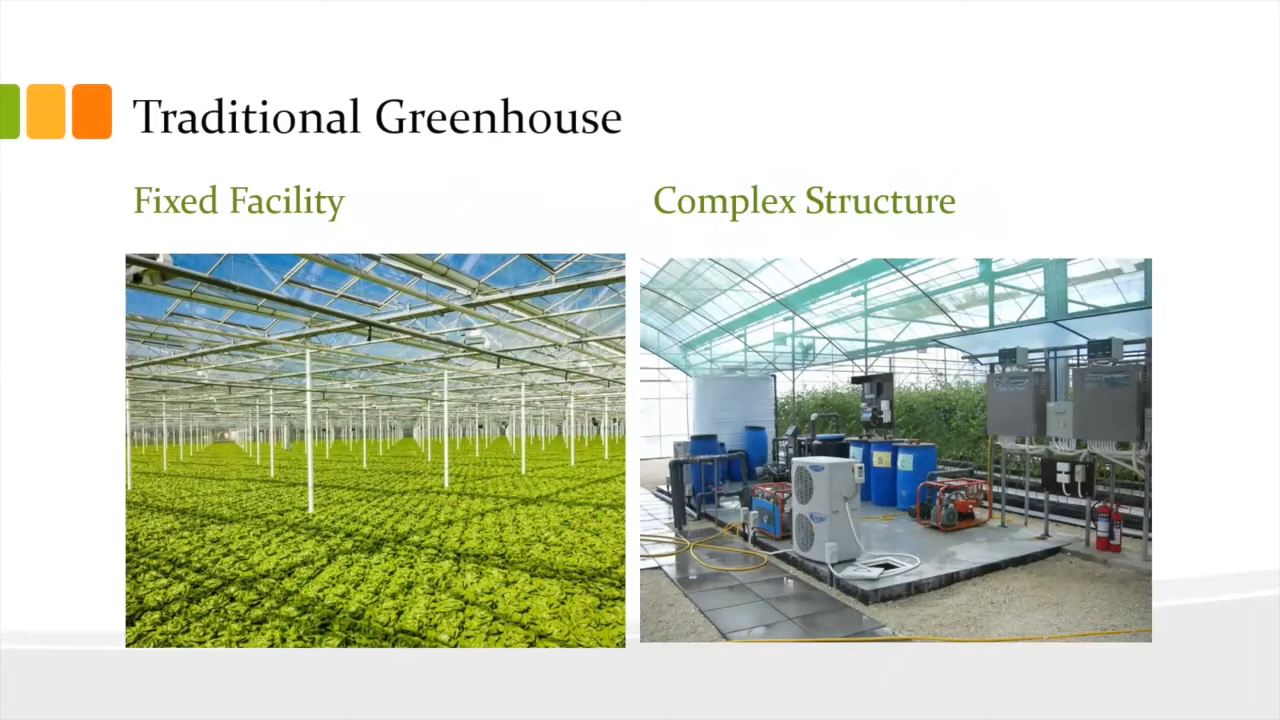 Traditional Greenhouse
Fixed Facility
Complex Structure
B
C